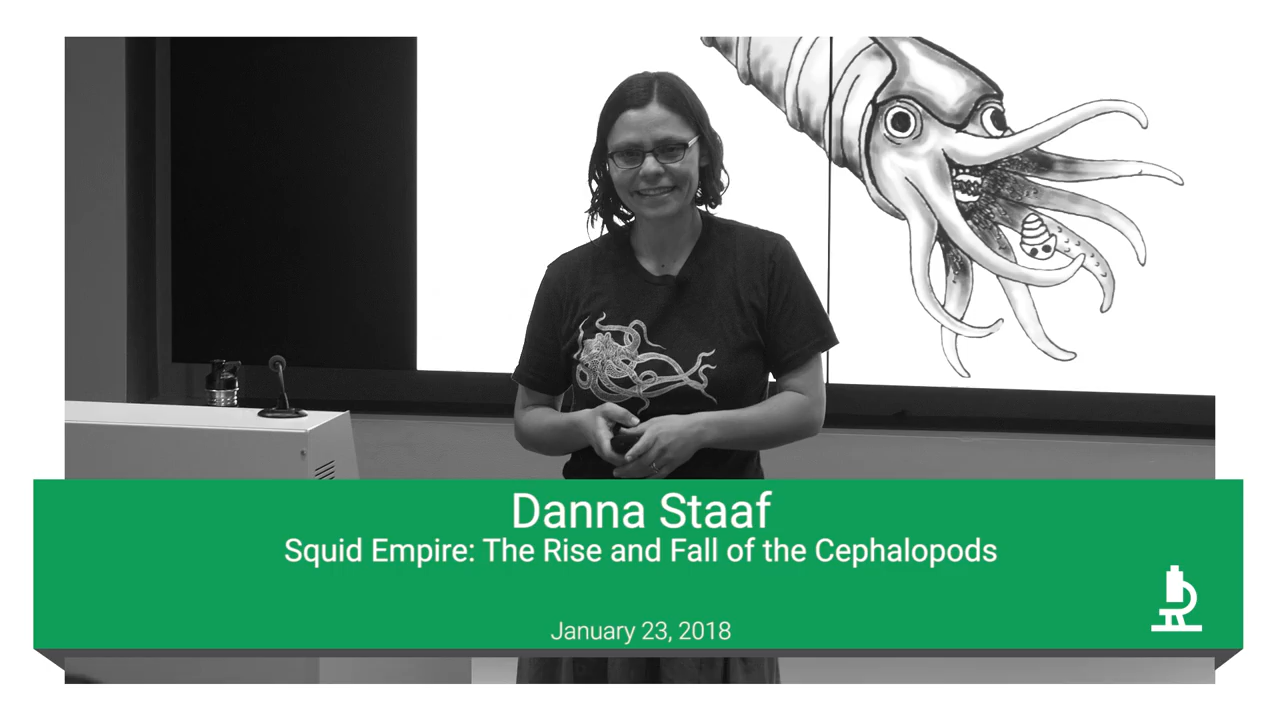 Danna Staaf
Squid Empire: The Rise and Fall of the Cephalopods
January 23, 2018